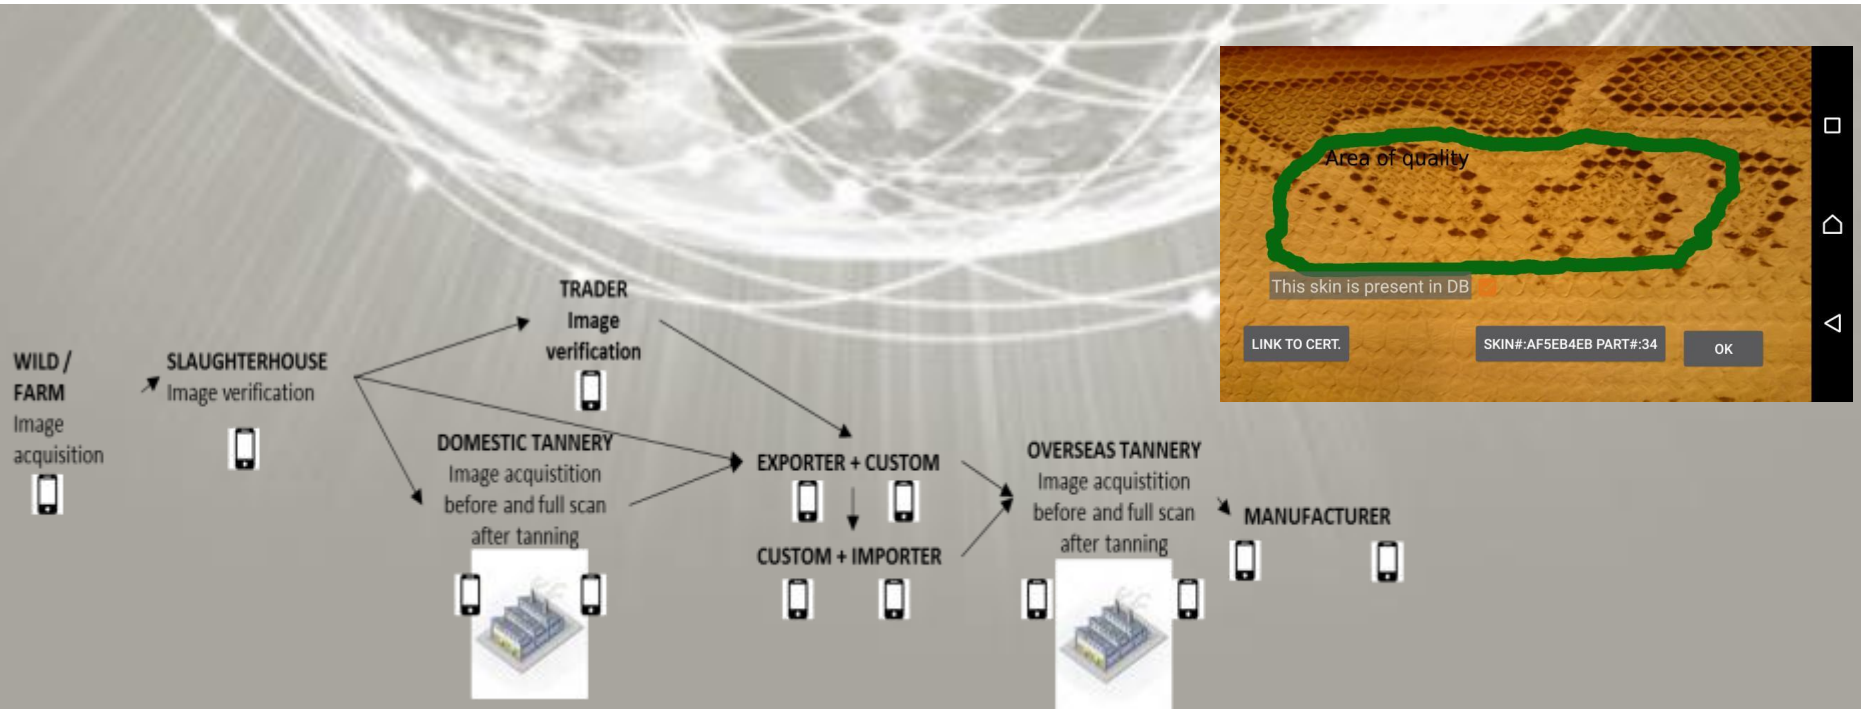 WILD /
FARM
Image
acquisition
SLAUGHTERHOUSE
Image verification
TRADER
Image
verification
DOMESTIC TANNERY
Image acquistition
before and full scan
after tanning
EXPORTER + CUSTOM
CUSTOM + IMPORTER
OVERSEAS TANNERY
Image acquistition
before and full scan
after tanning
MANUFACTURER
Area of quality
This skin is present in DB
LINK TO CERT.
SKIN#:AF5EB4EB PART#:34
OK